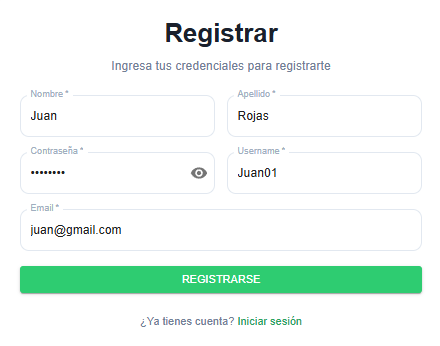 Registrar
Ingresa tus credenciales para registrarte
Nombre *
Apellido *
Juan
Rojas
Contraseña *
Username *
••••••••
Juan01
Email *
juan@gmail.com
REGISTRARSE
¿Ya tienes cuenta? Iniciar sesión